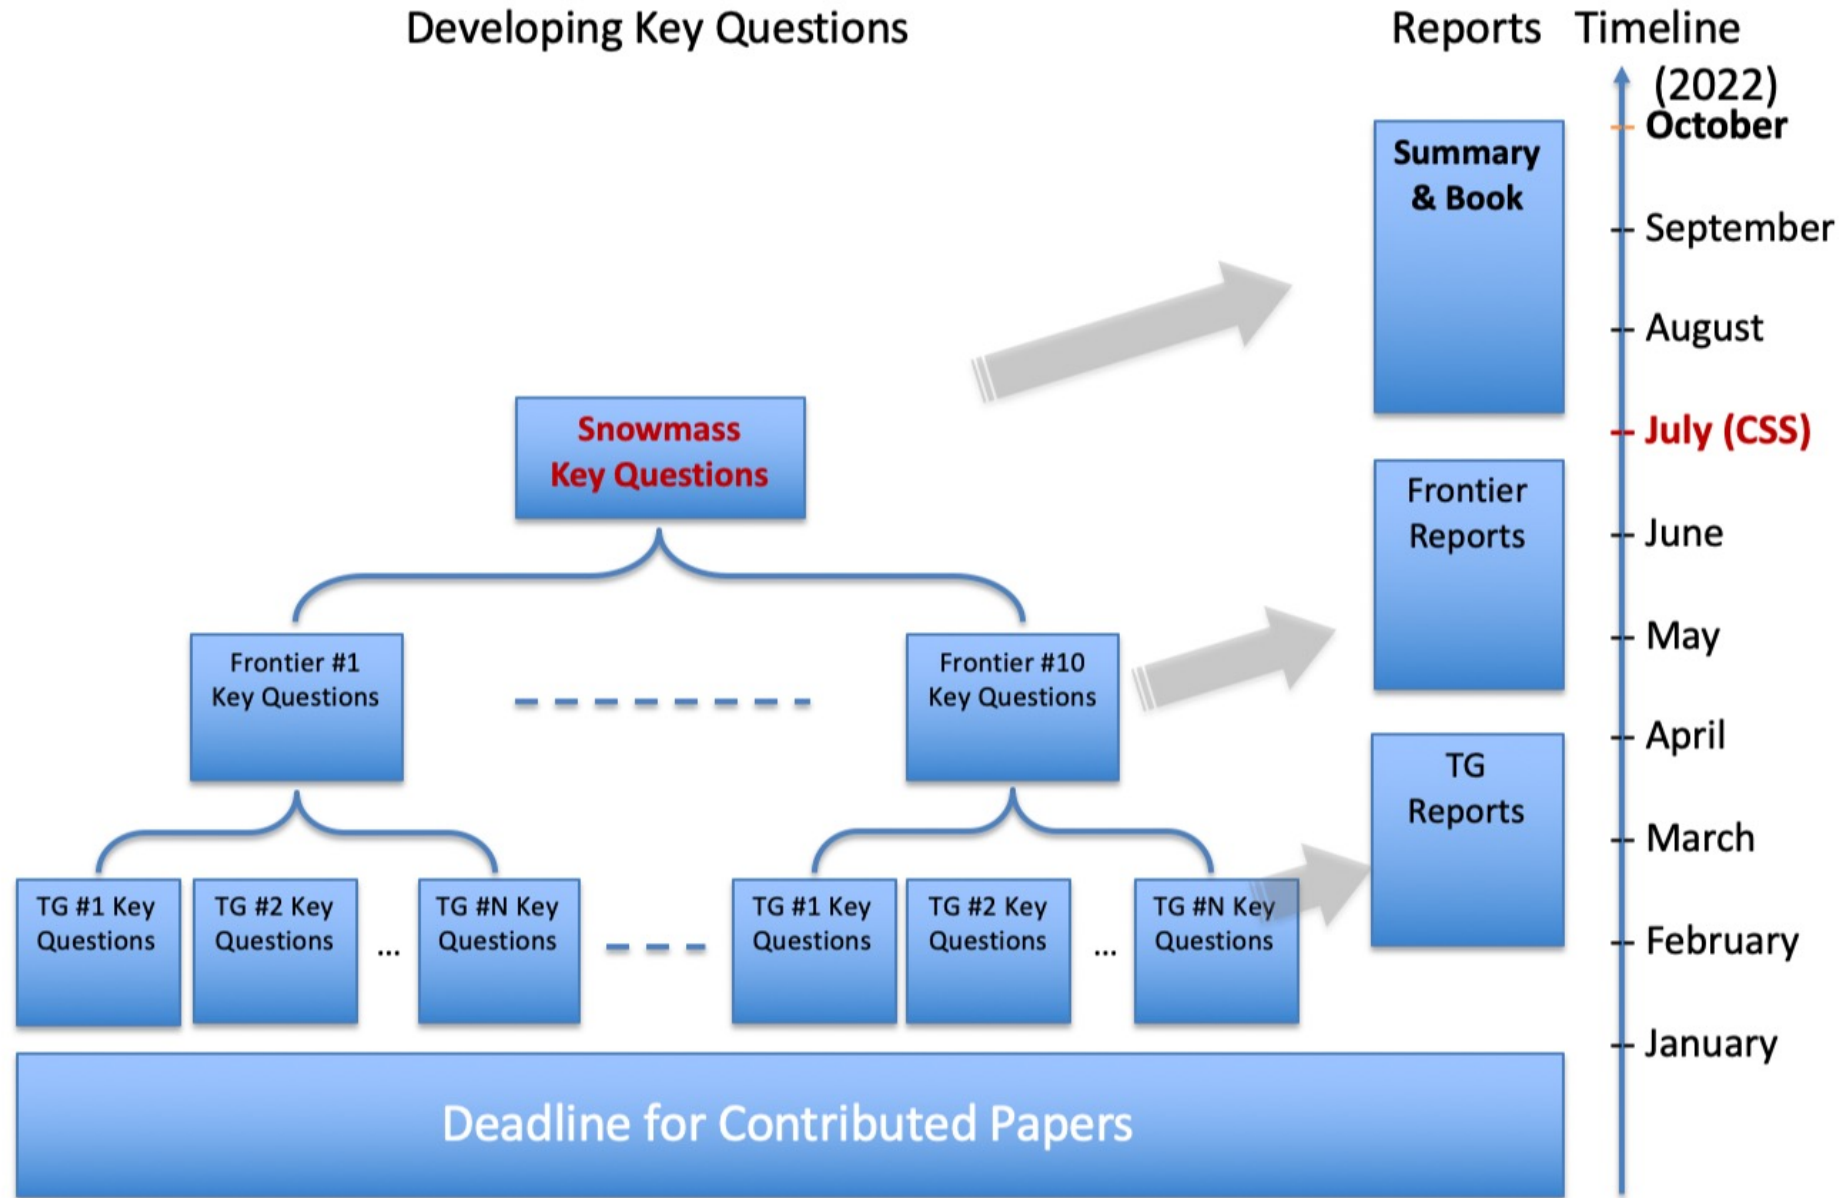 Developing Key Questions
Reports
Timeline
(2022)
October
Summary
& Book
September
August
July (CSS)
Snowmass
Key Questions
Frontier
Reports
June
May
Frontier #1
Key Questions
Frontier #10
Key Questions
April
TG
Reports
March
TG #1 Key
Questions
TG #2 Key
Questions
...
TG #N Key
Questions
TG #1 Key
Questions
TG #2 Key
Questions
...
TG #N Key
Questions
February
January
Deadline for Contributed Papers